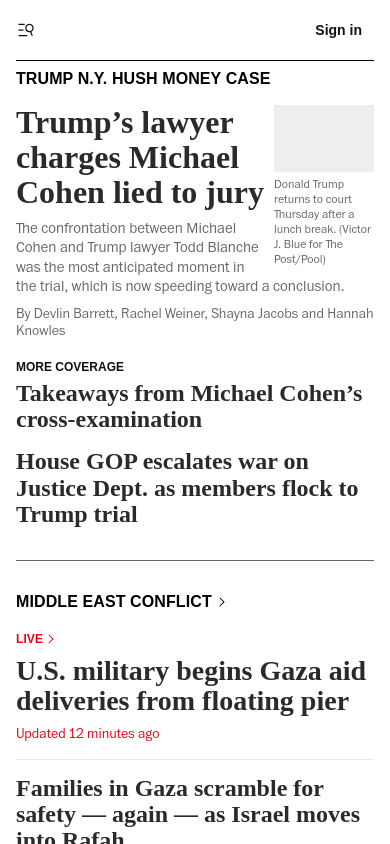 Sign in
TRUMP N.Y. HUSH MONEY CASE
Trump’s lawyer
charges Michael
Cohen lied to jury
The confrontation between Michael
Cohen and Trump lawyer Todd Blanche
was the most anticipated moment in
the trial, which is now speeding toward a conclusion.
Donald Trump
returns to court
Thursday after a
lunch break. (Victor
J. Blue for The
Post/Pool)
By Devlin Barrett, Rachel Weiner, Shayna Jacobs and Hannah
Knowles
MORE COVERAGE
Takeaways from Michael Cohen’s
cross-examination
House GOP escalates war on
Justice Dept. as members flock to
Trump trial
MIDDLE EAST CONFLICT
LIVE
U.S. military begins Gaza aid
deliveries from floating pier
Updated 12 minutes ago
Families in Gaza scramble for
safety — again — as Israel moves
into Rafah